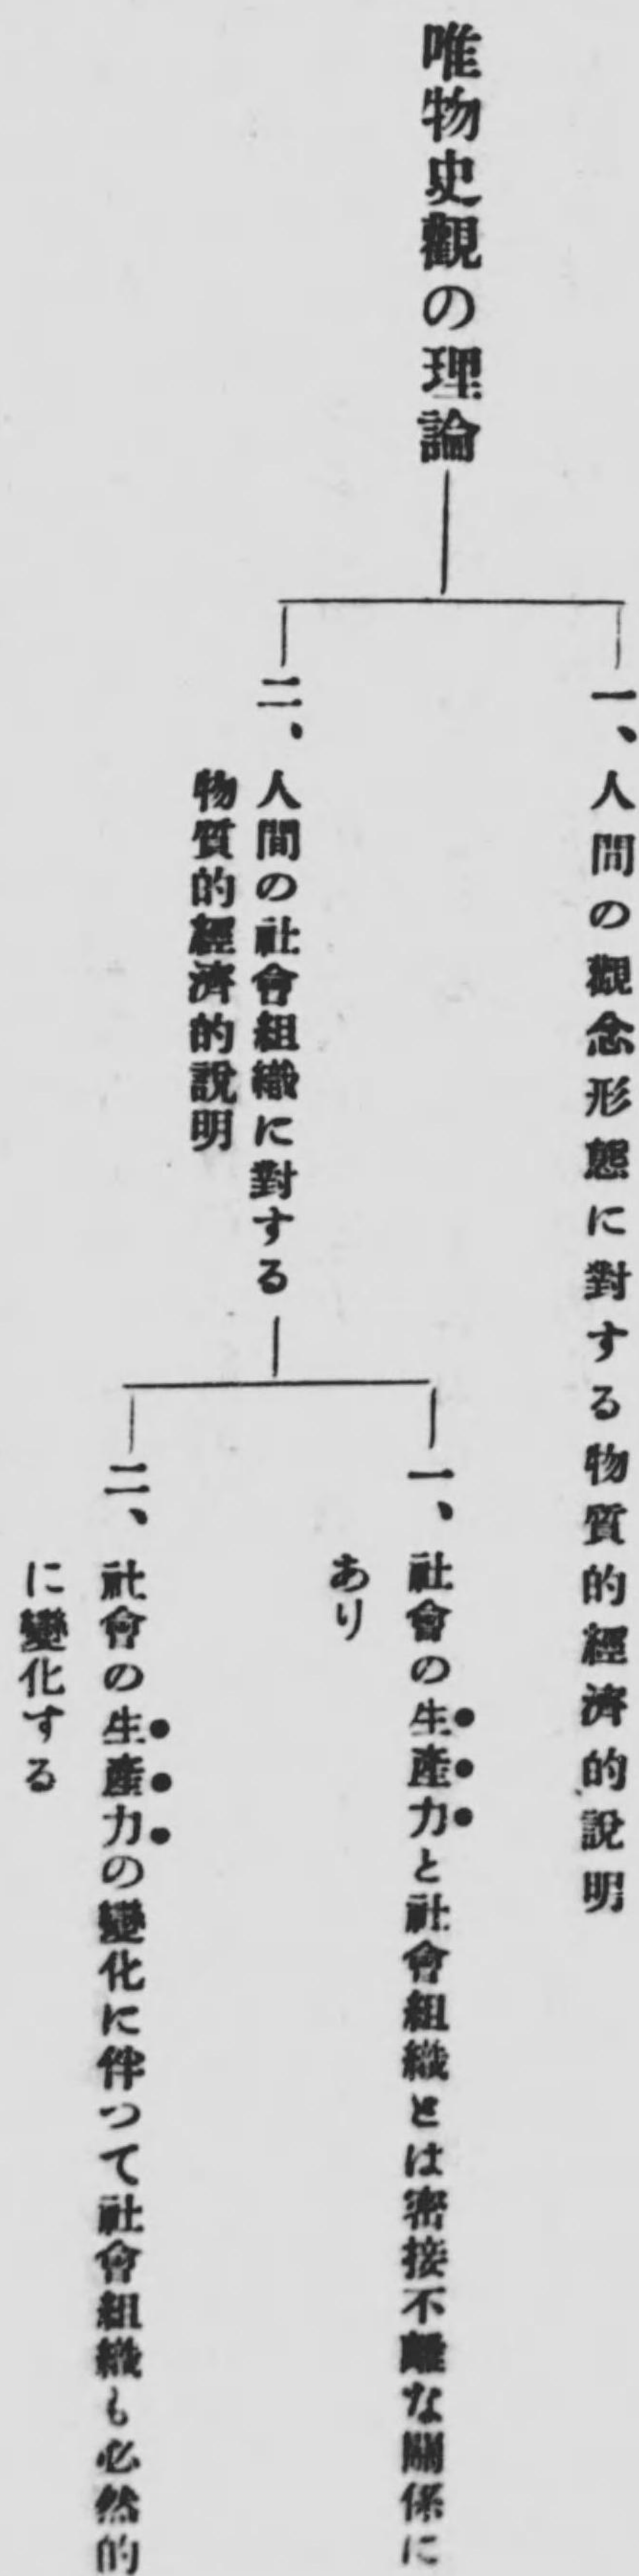 唯物史觀の理論
一、人間の觀念形態に對する物質的經濟的說明
二、人間の社會組織に對する
物質的經濟的說明
一、社會の生產力と社會組織とは密接不離な關係に
あり
二、社會の生產力の變化に伴つて社會組織も必然的
に變化する